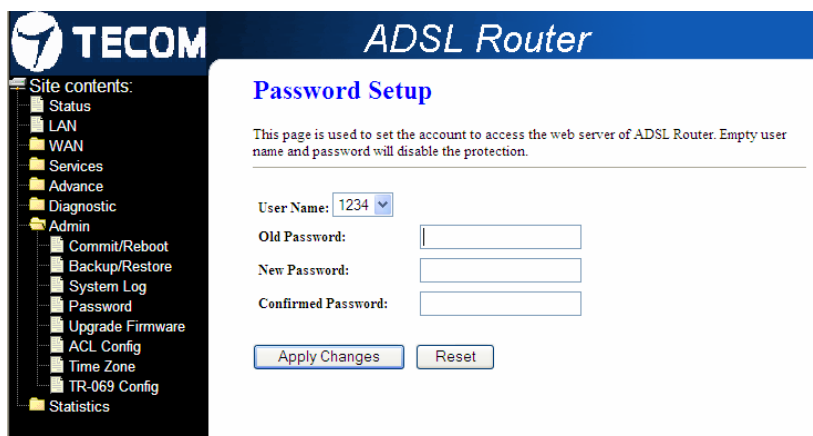 TECOM
ADSL Router
Site contents:
Status
LAN
WAN
Services
Advance
Diagnostic
Admin
Commit/Reboot
Backup/Restore
System Log
Password
Upgrade Firmware
ACL Config
Time Zone
TR-069 Config
Statistics
Password Setup
This page is used to set the account to access the web server of ADSL Router. Empty user
name and password will disable the protection.
User Name: 1234
Old Password:
New Password:
Confirmed Password:
Apply Changes Reset